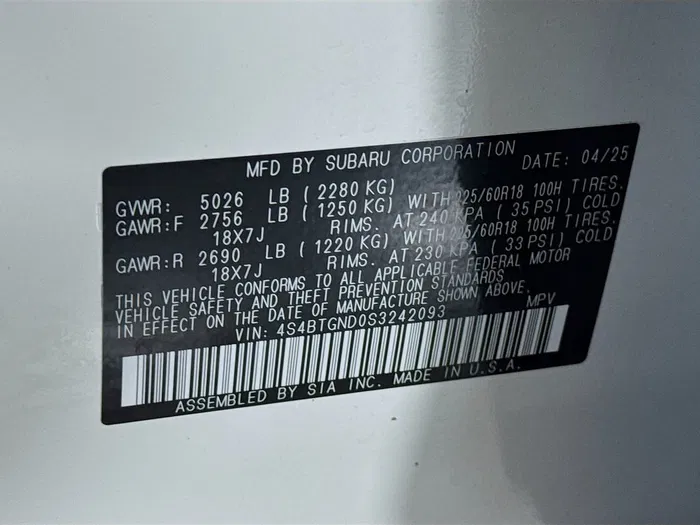 MFD BY SUBARU CORPORATION DATE: 04/25
GVWR: 5026 LB (2280 KG)
GAWR:F 2756 LB (1250 KG) WITH 225/60R18 100H TIRES.
18X7J RIMS. AT 240 KPA (35 PSI) COLD
GAWR:R 2690 LB (1220 KG) WITH 225/60R18 100H TIRES.
18X7J RIMS. AT 230 KPA (33 PSI) COLD
THIS VEHICLE CONFORMS TO ALL APPLICABLE FEDERAL MOTOR
VEHICLE SAFETY AND THEFT PREVENTION STANDARDS
IN EFFECT ON THE DATE OF MANUFACTURE SHOWN ABOVE.
VIN: 4S4BTGND0S3242093 MPV
ASSEMBLED BY SIA INC. MADE IN U.S.A.